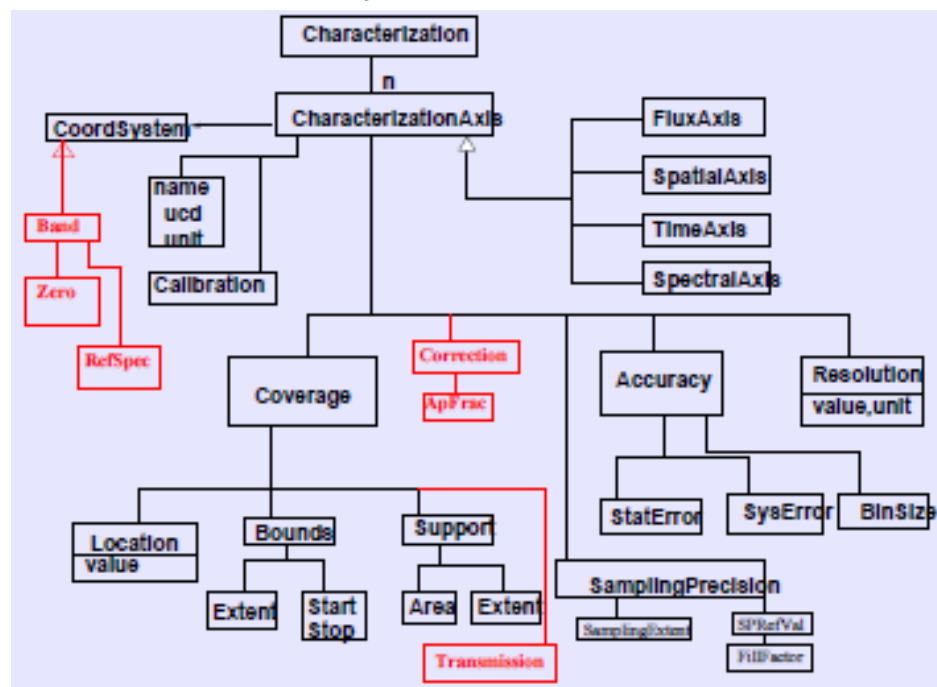 Characterization
n
CharacterizationAxis
CoordSystem
FluxAxis
SpatialAxis
TimeAxis
SpectralAxis
name
ucd
unit
Calibration
Band
Zero
RefSpec
Correction
ApFrac
Coverage
Accuracy
Resolution
value,unit
StatError
SysError
BinSize
Location
value
Bounds
Support
Extent
Start
Stop
Area
Extent
Transmission
SamplingPrecision
SamplingExtent
SPRefVal
FillFactor